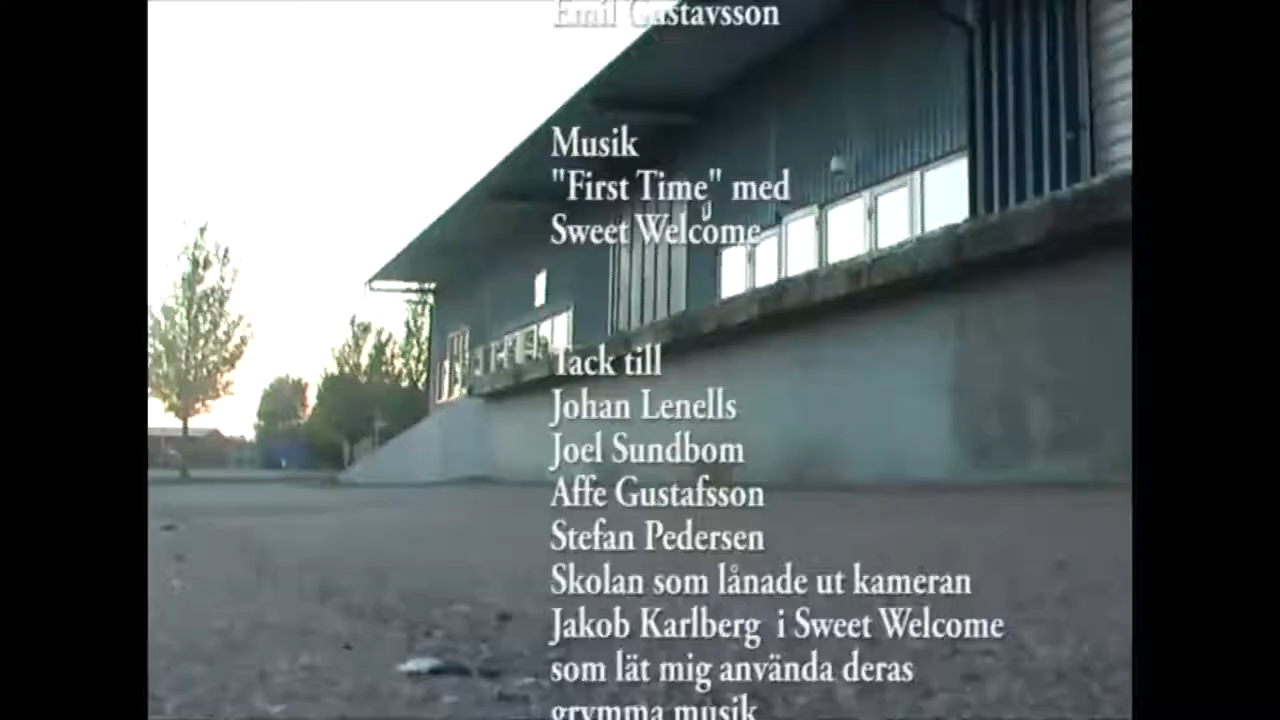 Emil Gustavsson
Musik
"First Time" med
Sweet Welcome
Tack till
Johan Lenells
Joel Sundbom
Affe Gustafsson
Stefan Pedersen
Skolan som lånade ut kameran
Jakob Karlberg i Sweet Welcome
som lät mig använda deras
grymma musik